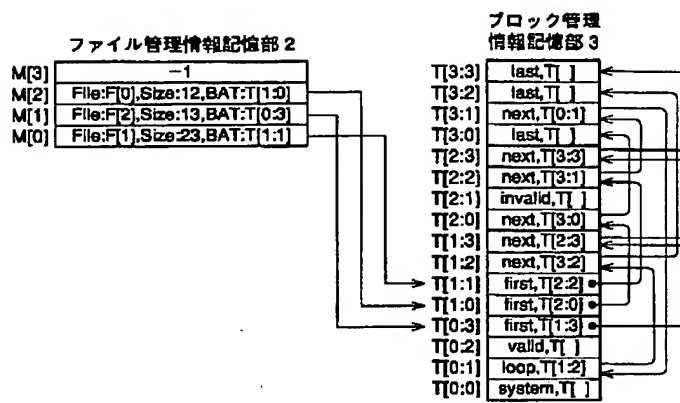 ファイル管理情報記憶部 2
M[3] −1
M[2] File:F[0],Size:12,BAT:T[1:0)
M[1] File:F[2],Size:13,BAT:T(0:3)
M[0] File:F[1],Size:23,BAT:T[1:1)
ブロック管理
情報記憶部 3
T[3:3] last,T[ ]
T[3:2] last,T[ ]
T[3:1] next,T[0:1]
T[3:0] last,T[ ]
T[2:3] next,T[3:3]
T[2:2] next,T[3:1]
T[2:1] invalid,T[ ]
T[2:0] next,T[3:0]
T[1:3] next,T[2:3]
T[1:2] next,T[3:2]
T[1:1] first,T[2:2]
T[1:0] first,T[2:0]
T[0:3] first,T[1:3]
T[0:2] valid,T[ ]
T[0:1] loop,T[1:2]
T[0:0] system,T[ ]